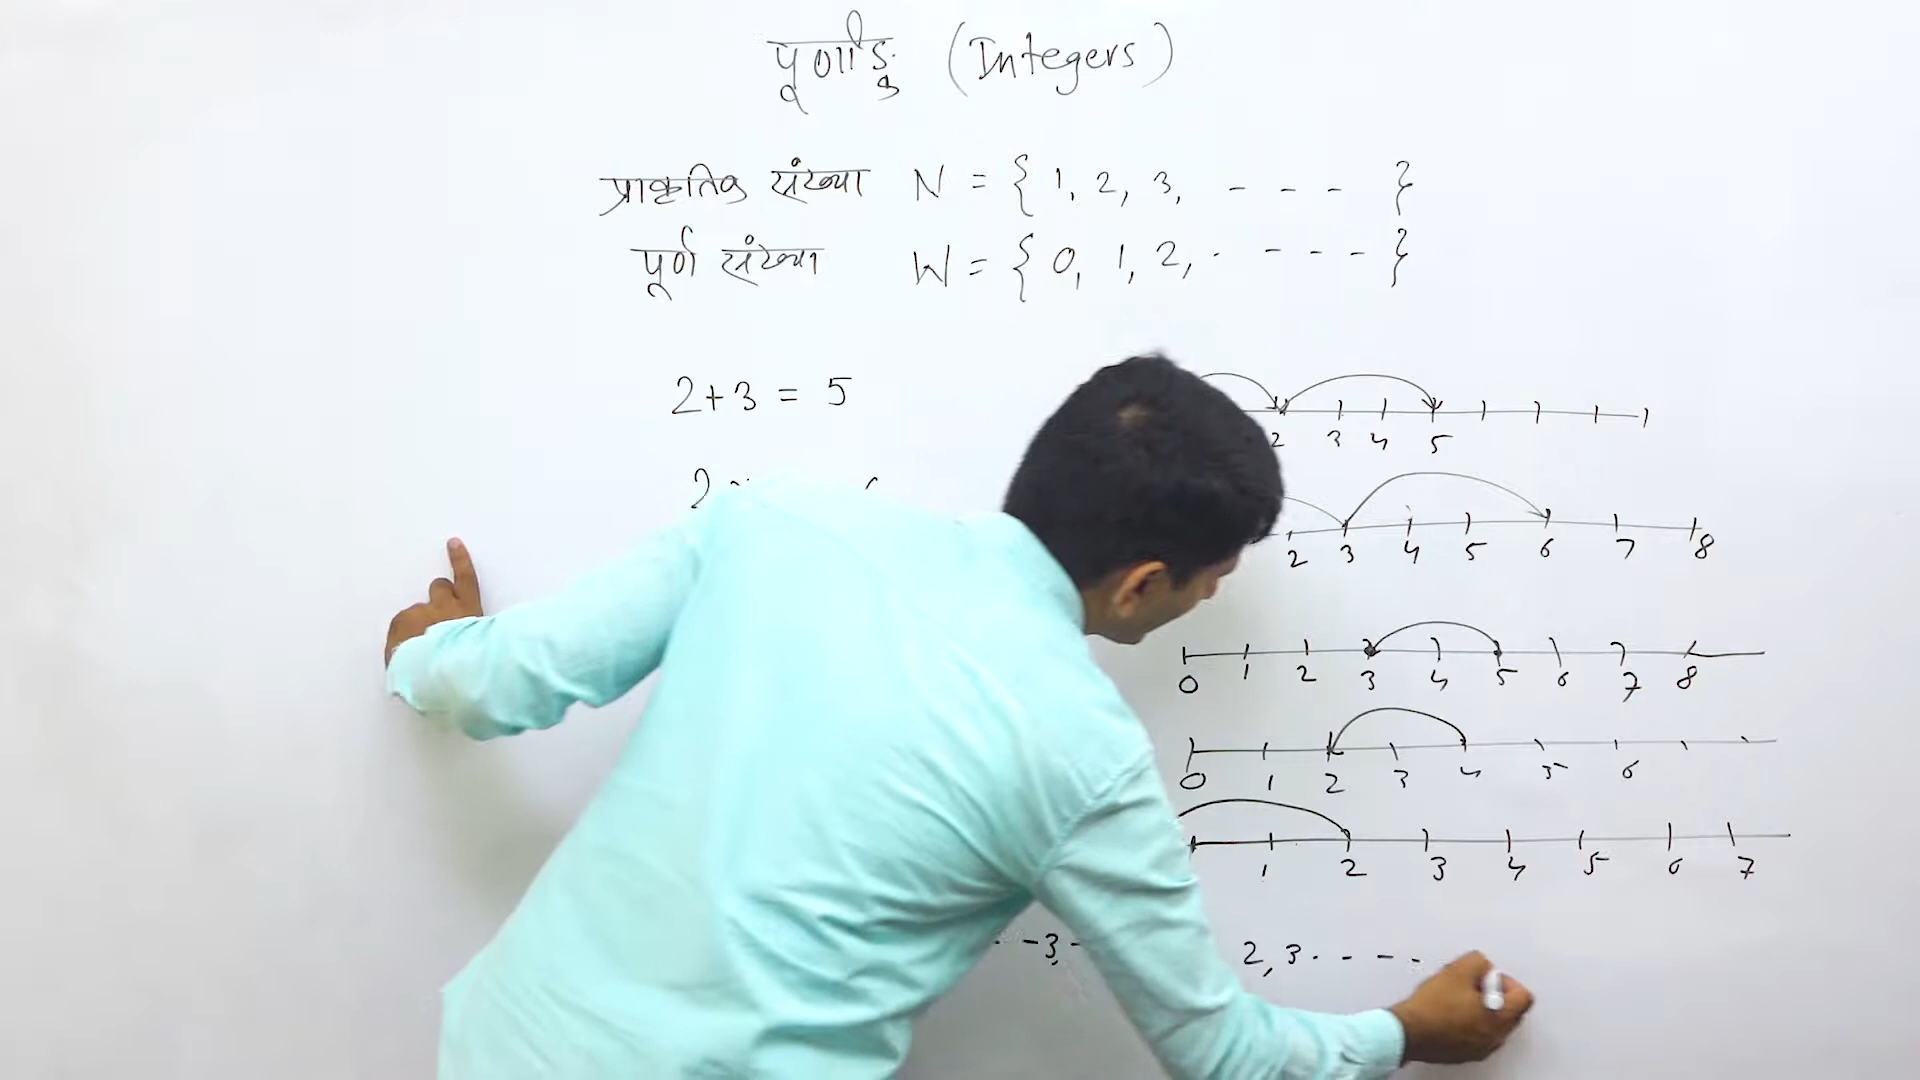 पूर्णांङ्क (Integers)
प्राकृतिक संख्या N = { 1, 2, 3, - - - }
पूर्ण संख्या W = { 0, 1, 2, - - - - }
2+3 = 5
2 3 4 5
2
2 3 4 5 6 7 8
0 1 2 3 4 5 6 7 8
0 1 2 3 4 5 6
1 2 3 4 5 6 7
-3, 2, 3 - - - -